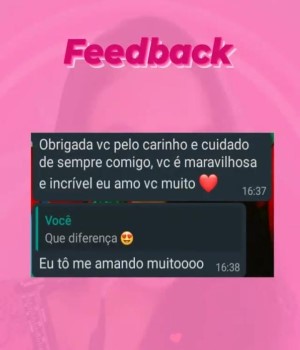 Feedback
Obrigada vc pelo carinho e cuidado
de sempre comigo, vc é maravilhosa
e incrível eu amo vc muito ❤️
16:37
Você
Que diferença 😍
Eu tô me amando muitoooo
16:38